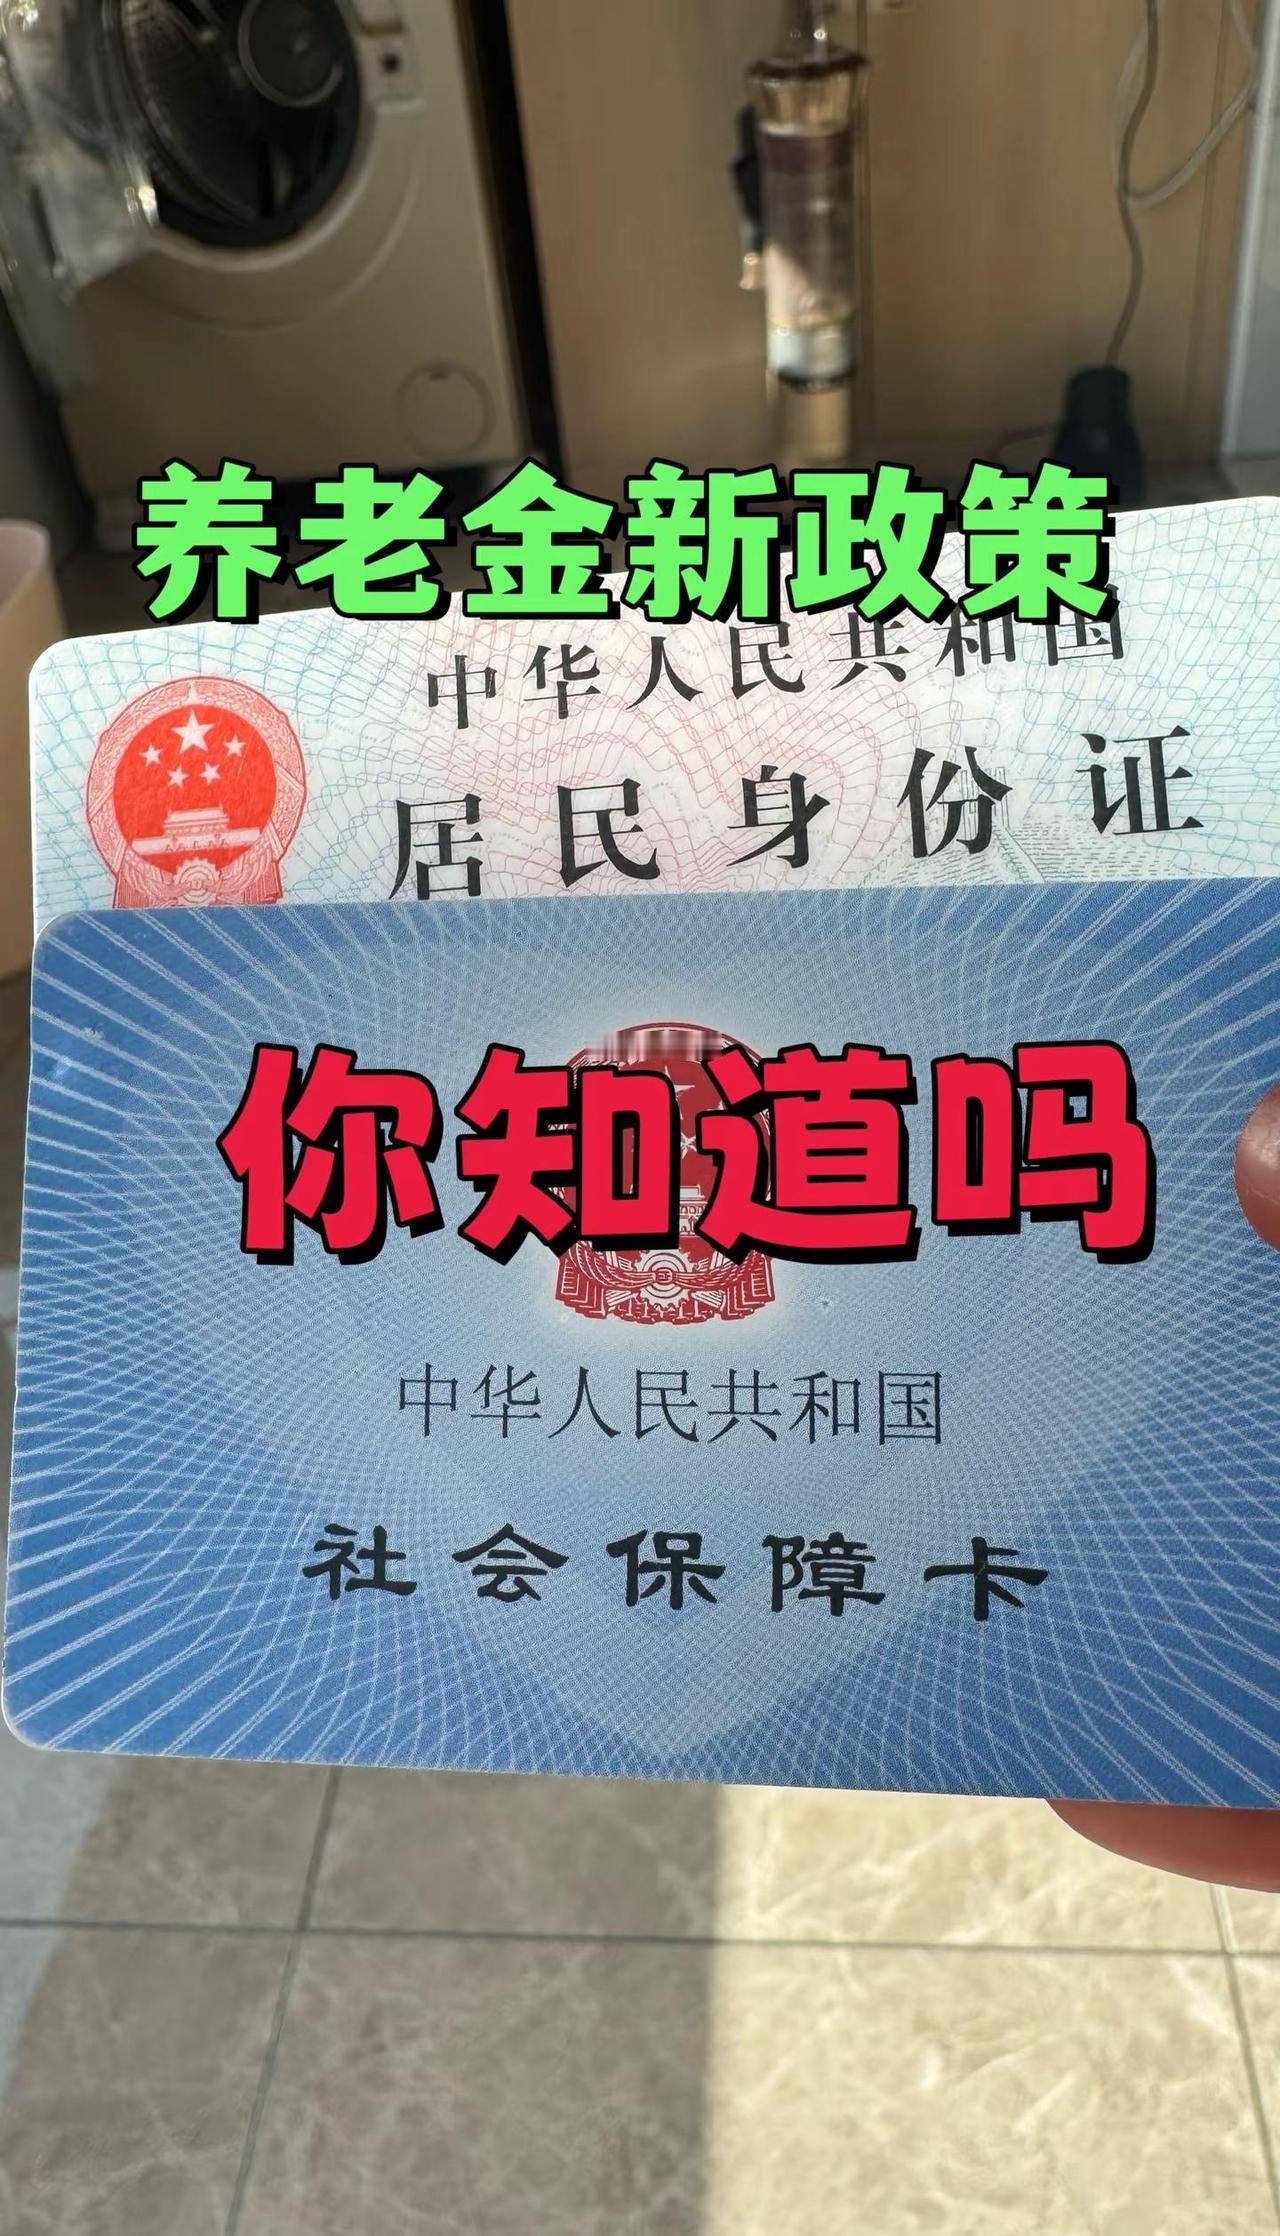 养老金新政策
中华人民共和国
居民身份证
你知道吗
中华人民共和国
社会保障卡